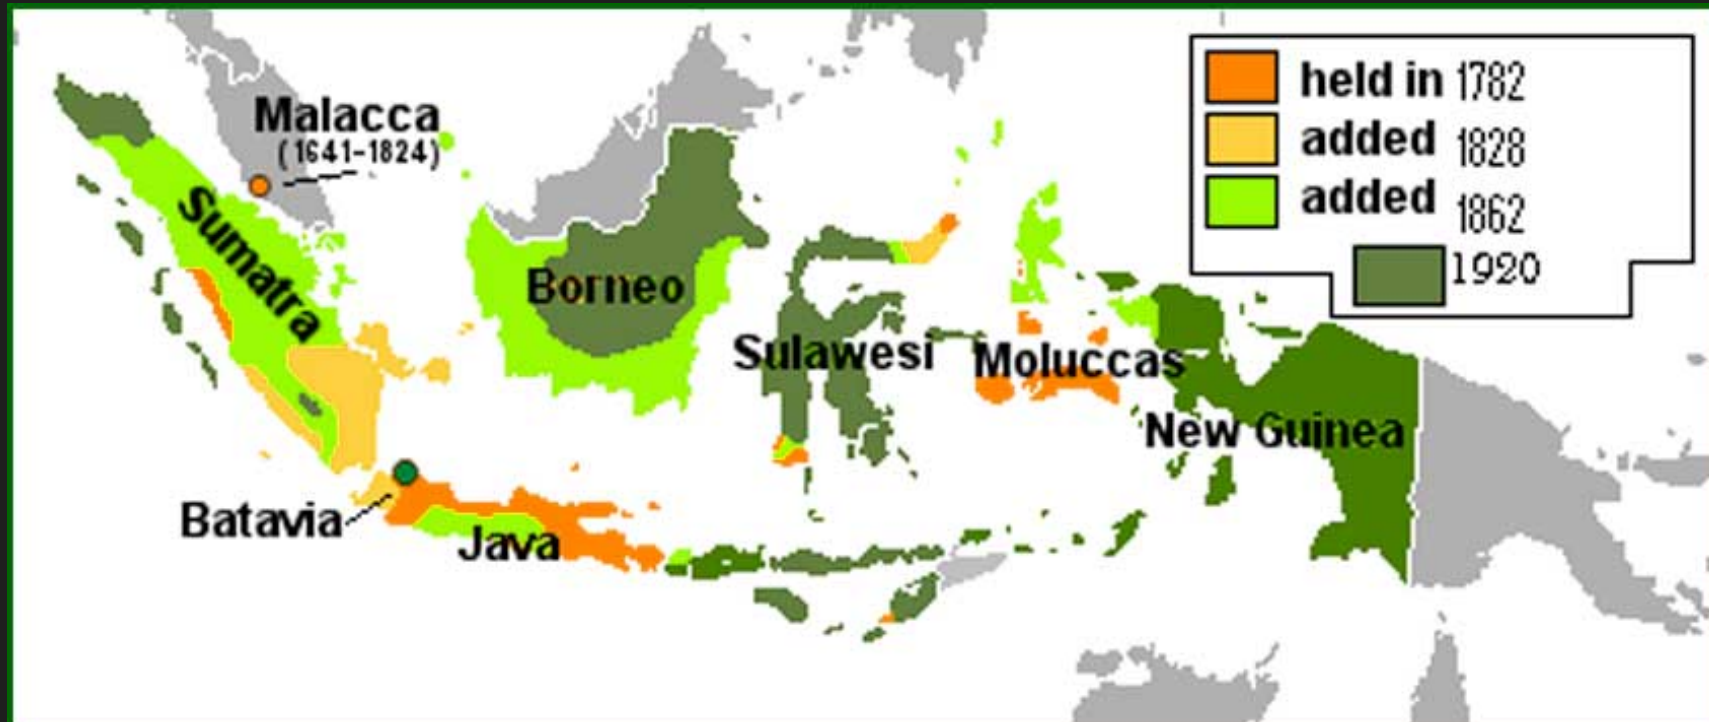 held in 1782
added 1828
added 1862
1920
Malacca
(1641-1824)
Sumatra
Borneo
Sulawesi
Moluccas
New Guinea
Batavia
Java